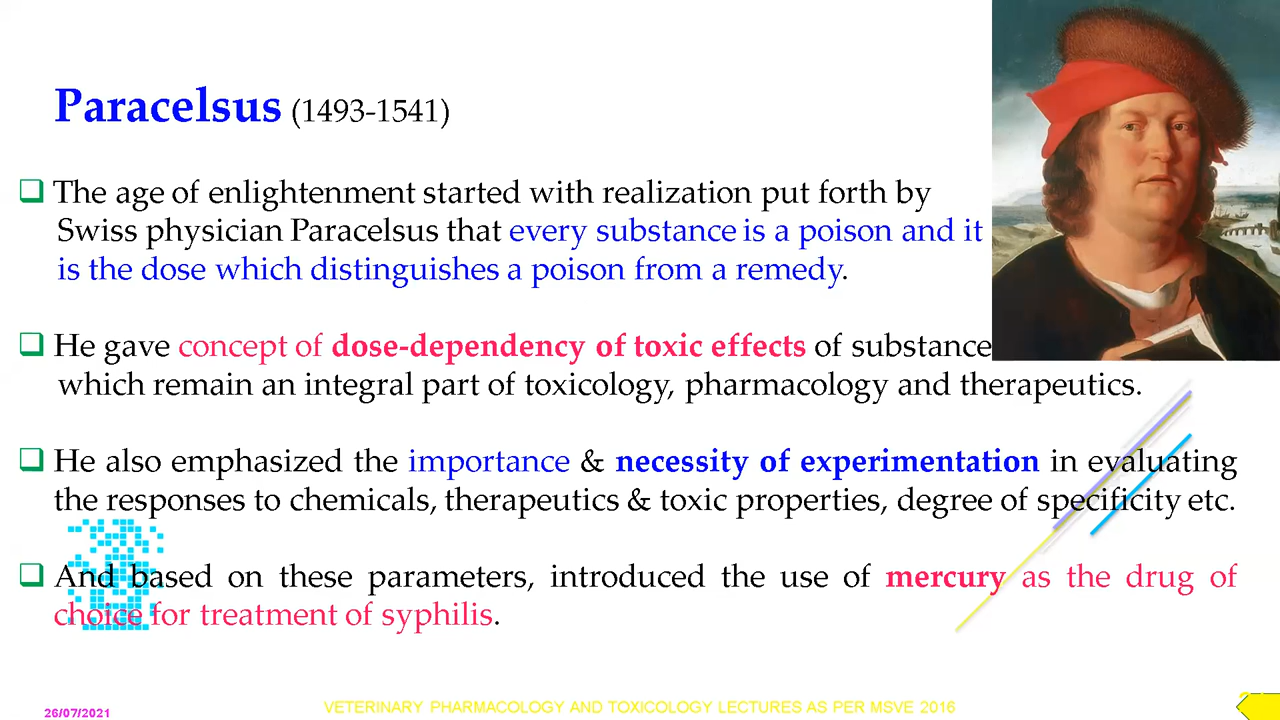 Paracelsus (1493-1541)
The age of enlightenment started with realization put forth by
Swiss physician Paracelsus that every substance is a poison and it
is the dose which distinguishes a poison from a remedy.
He gave concept of dose-dependency of toxic effects of substance
which remain an integral part of toxicology, pharmacology and therapeutics.
He also emphasized the importance & necessity of experimentation in evaluating
the responses to chemicals, therapeutics & toxic properties, degree of specificity etc.
And based on these parameters, introduced the use of mercury as the drug of
choice for treatment of syphilis.
26/07/2021
VETERINARY PHARMACOLOGY AND TOXICOLOGY LECTURES AS PER MSVE 2016